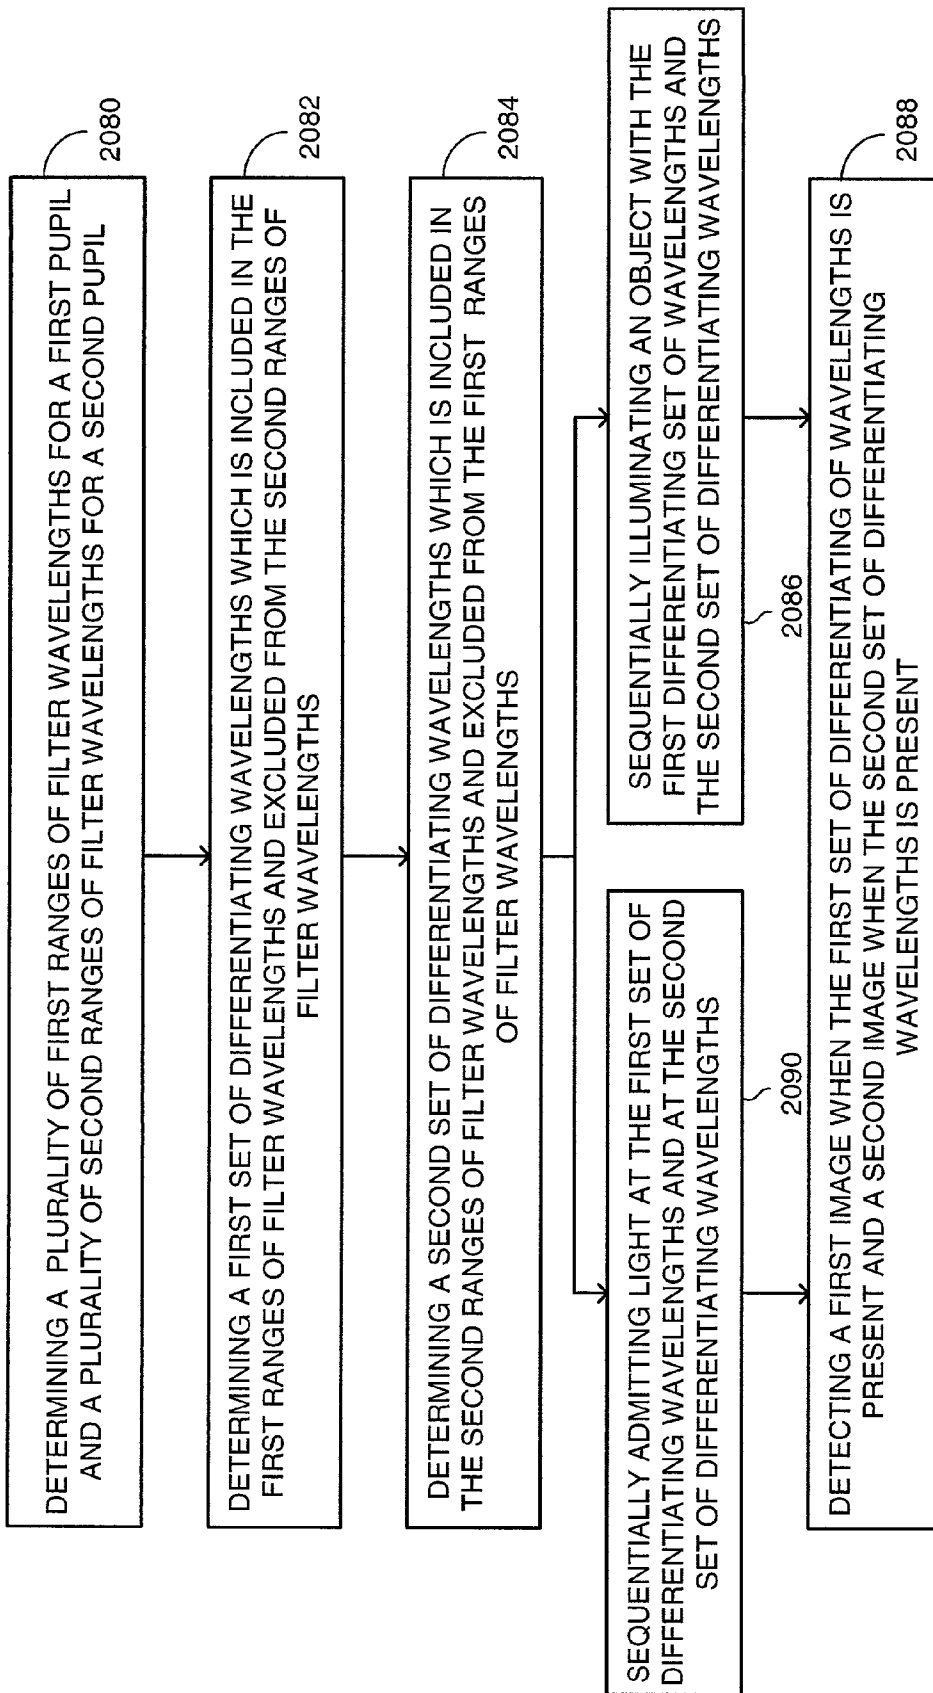 DETERMINING A PLURALITY OF FIRST RANGES OF FILTER WAVELENGTHS FOR A FIRST PUPIL
AND A PLURALITY OF SECOND RANGES OF FILTER WAVELENGTHS FOR A SECOND PUPIL
2080
DETERMINING A FIRST SET OF DIFFERENTIATING WAVELENGTHS WHICH IS INCLUDED IN THE
FIRST RANGES OF FILTER WAVELENGTHS AND EXCLUDED FROM THE SECOND RANGES OF
FILTER WAVELENGTHS
2082
DETERMINING A SECOND SET OF DIFFERENTIATING WAVELENGTHS WHICH IS INCLUDED IN
THE SECOND RANGES OF FILTER WAVELENGTHS AND EXCLUDED FROM THE FIRST RANGES
OF FILTER WAVELENGTHS
2084
SEQUENTIALLY ADMITTING LIGHT AT THE FIRST SET OF
DIFFERENTIATING WAVELENGTHS AND AT THE SECOND
SET OF DIFFERENTIATING WAVELENGTHS
2090
SEQUENTIALLY ILLUMINATING AN OBJECT WITH THE
FIRST DIFFERENTIATING SET OF WAVELENGTHS AND
THE SECOND SET OF DIFFERENTIATING WAVELENGTHS
2086
DETECTING A FIRST IMAGE WHEN THE FIRST SET OF DIFFERENTIATING OF WAVELENGTHS IS
PRESENT AND A SECOND IMAGE WHEN THE SECOND SET OF DIFFERENTIATING
WAVELENGTHS IS PRESENT
2088